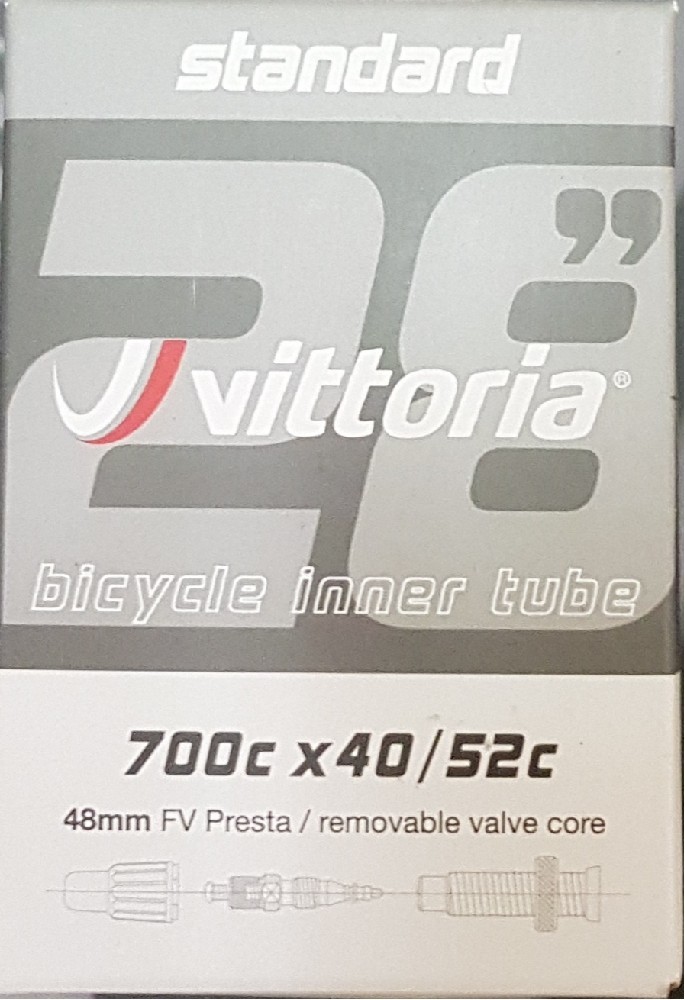 standard
28”
vittoria®
bicycle inner tube
700c x40/52c
48mm FV Presta / removable valve core